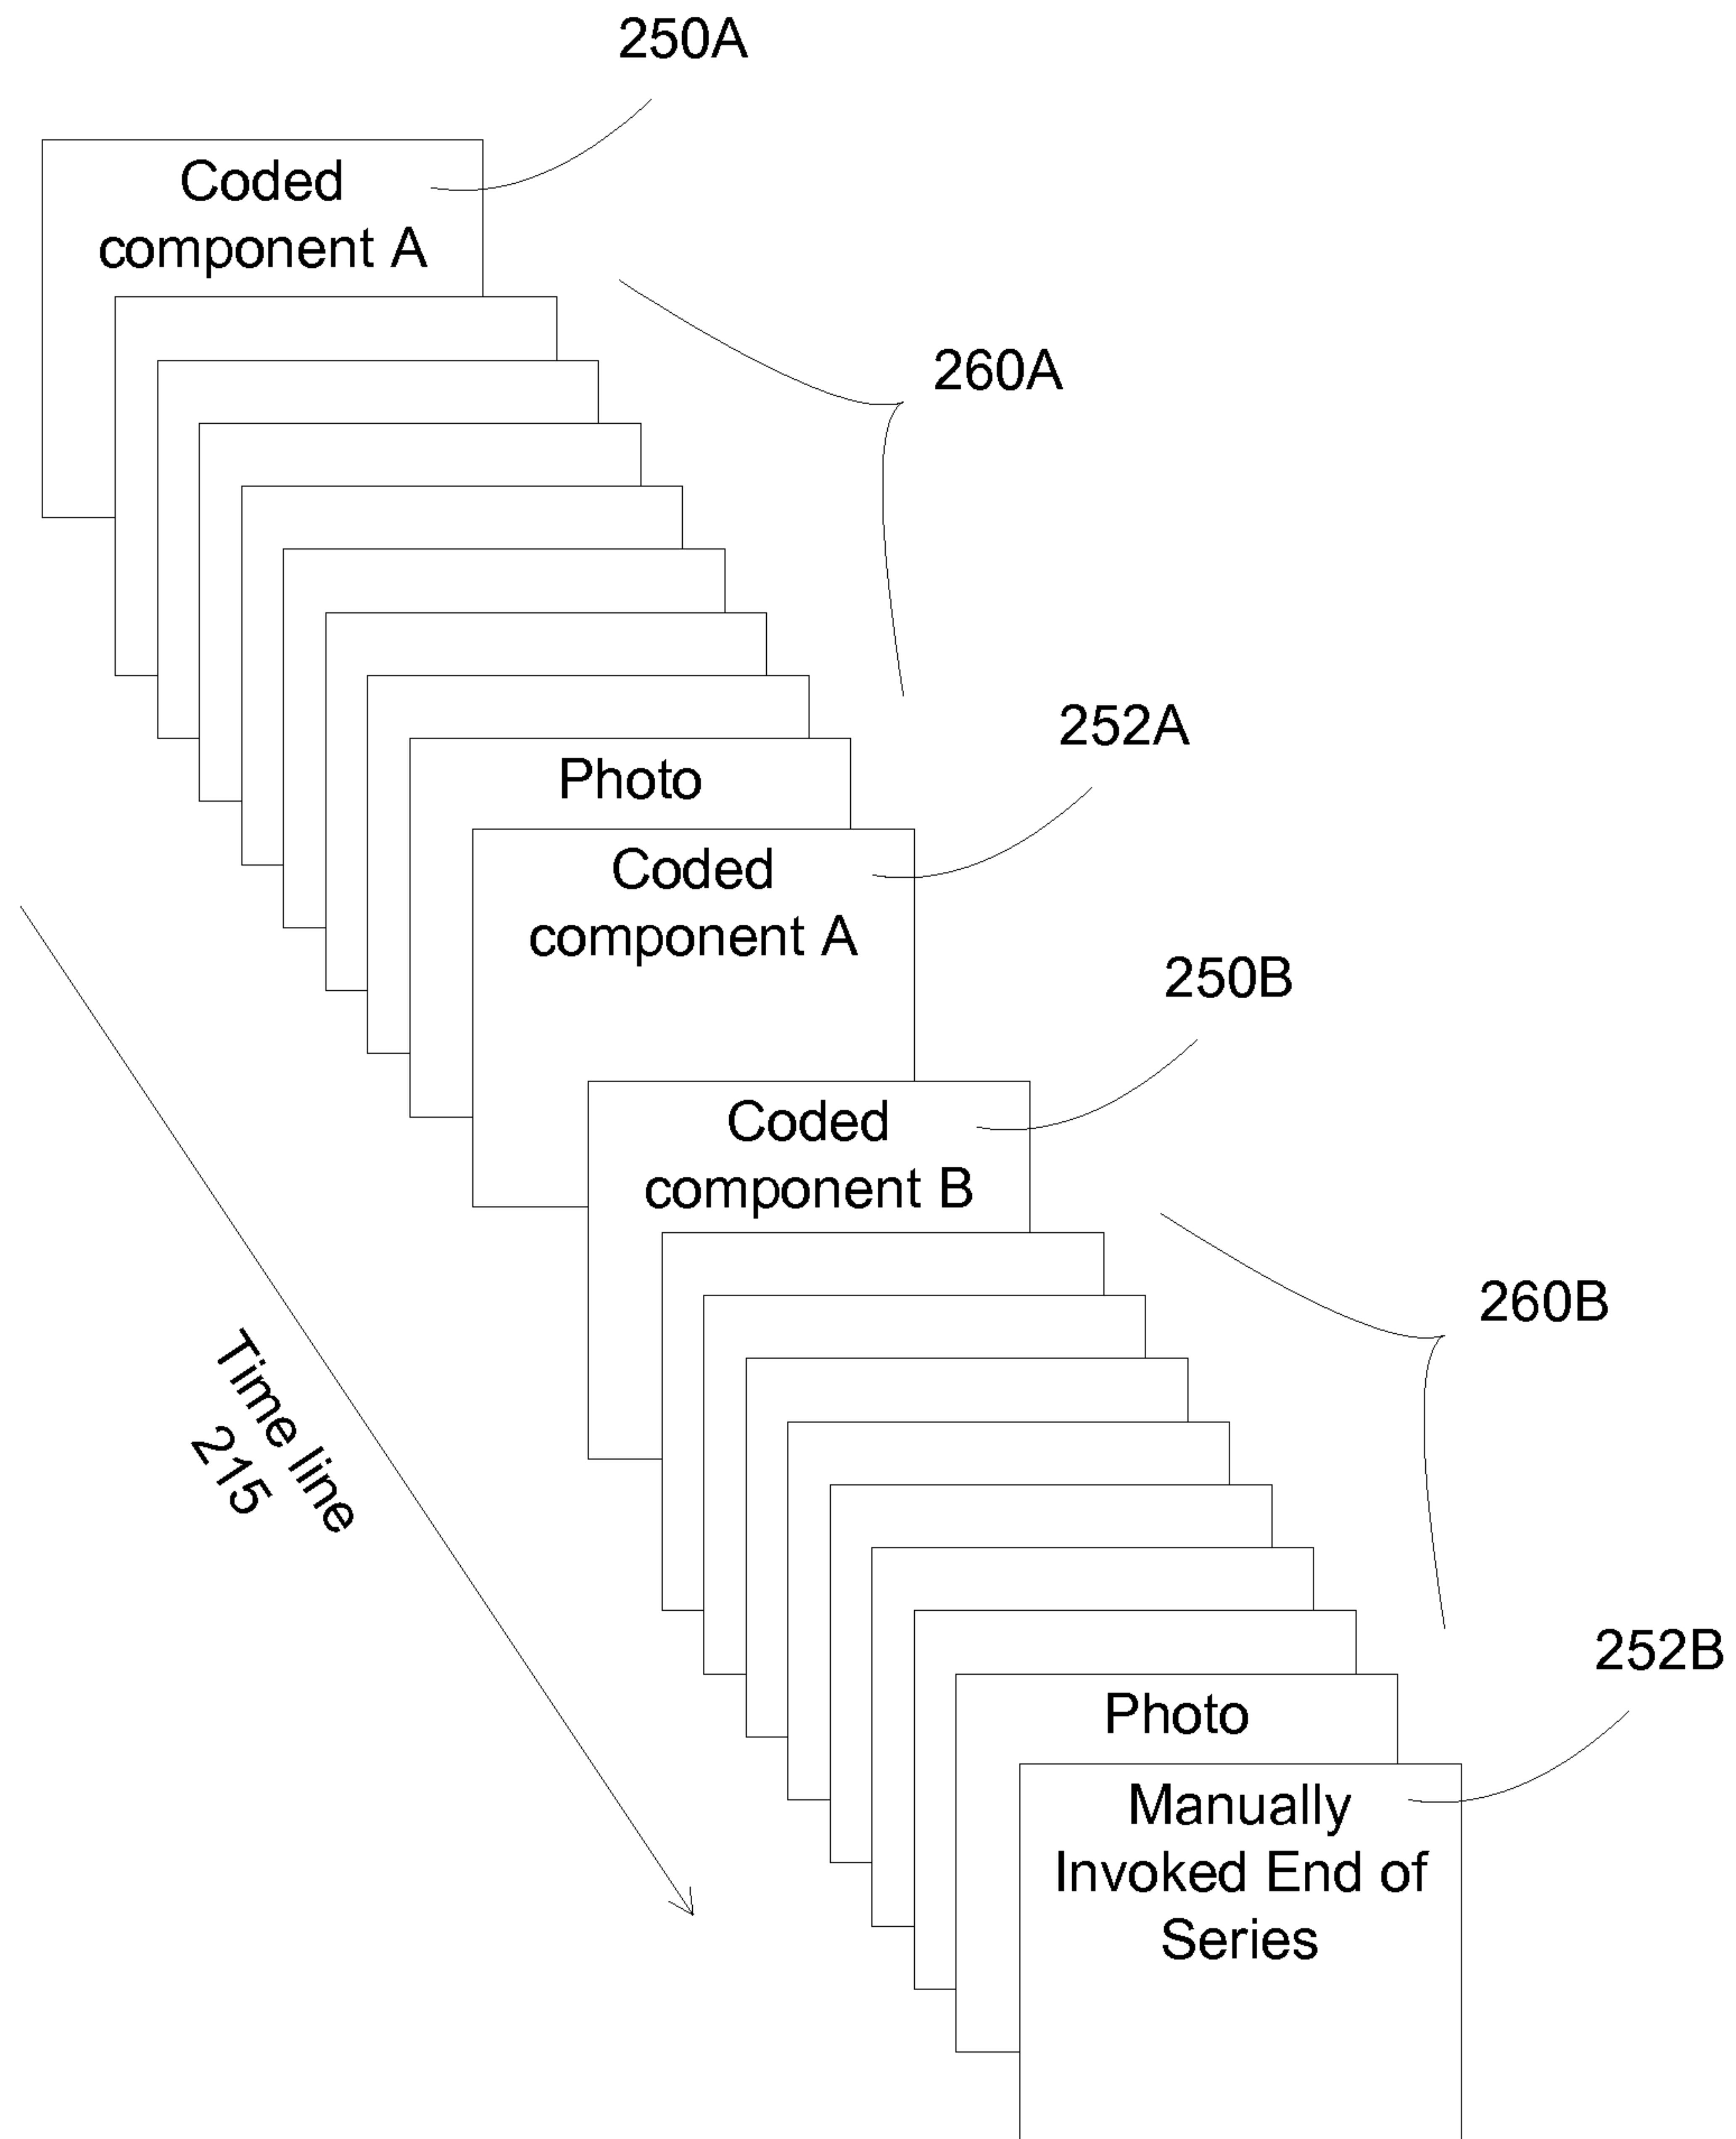 250A
Coded
component A
260A
252A
Photo
Coded
component A
250B
Coded
component B
260B
Time line
215
252B
Photo
Manually
Invoked End of
Series